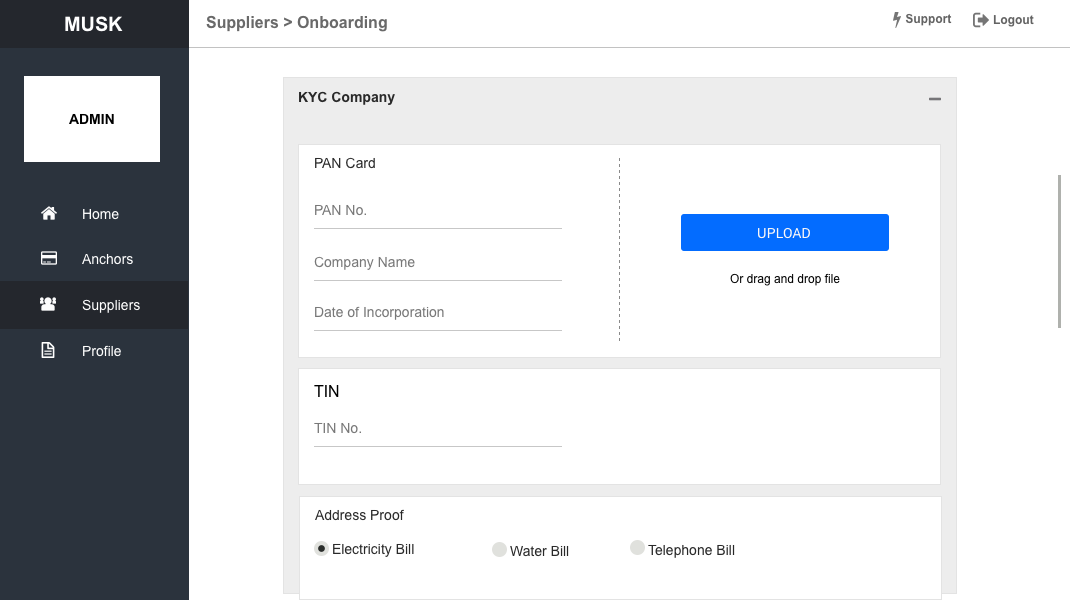 MUSK
Suppliers > Onboarding
Support
Logout
ADMIN
Home
Anchors
Suppliers
Profile
KYC Company
PAN Card
PAN No.
Company Name
Date of Incorporation
UPLOAD
Or drag and drop file
TIN
TIN No.
Address Proof
Electricity Bill
Water Bill
Telephone Bill